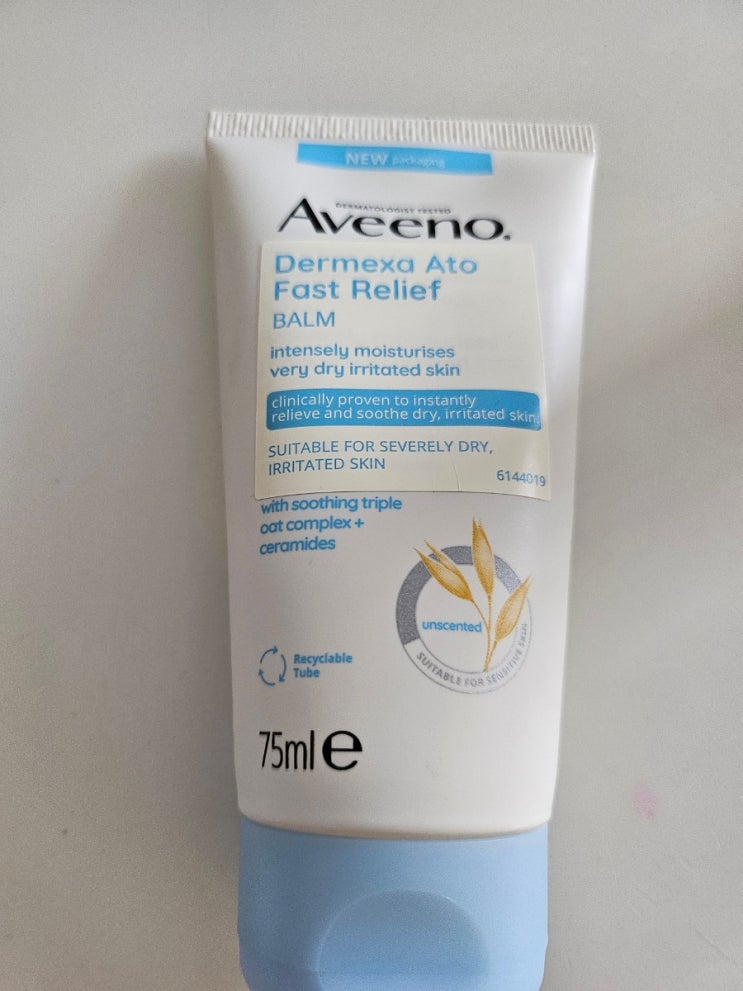 NEW packaging
DERMATOLOGIST TESTED
Aveeno.
Dermexa Ato
Fast Relief
BALM
intensely moisturises
very dry irritated skin
clinically proven to instantly
relieve and soothe dry, irritated skin
SUITABLE FOR SEVERELY DRY,
IRRITATED SKIN
6144019
with soothing triple
oat complex +
ceramides
unscented
SUITABLE FOR SENSITIVE SKIN
Recyclable
Tube
75ml e